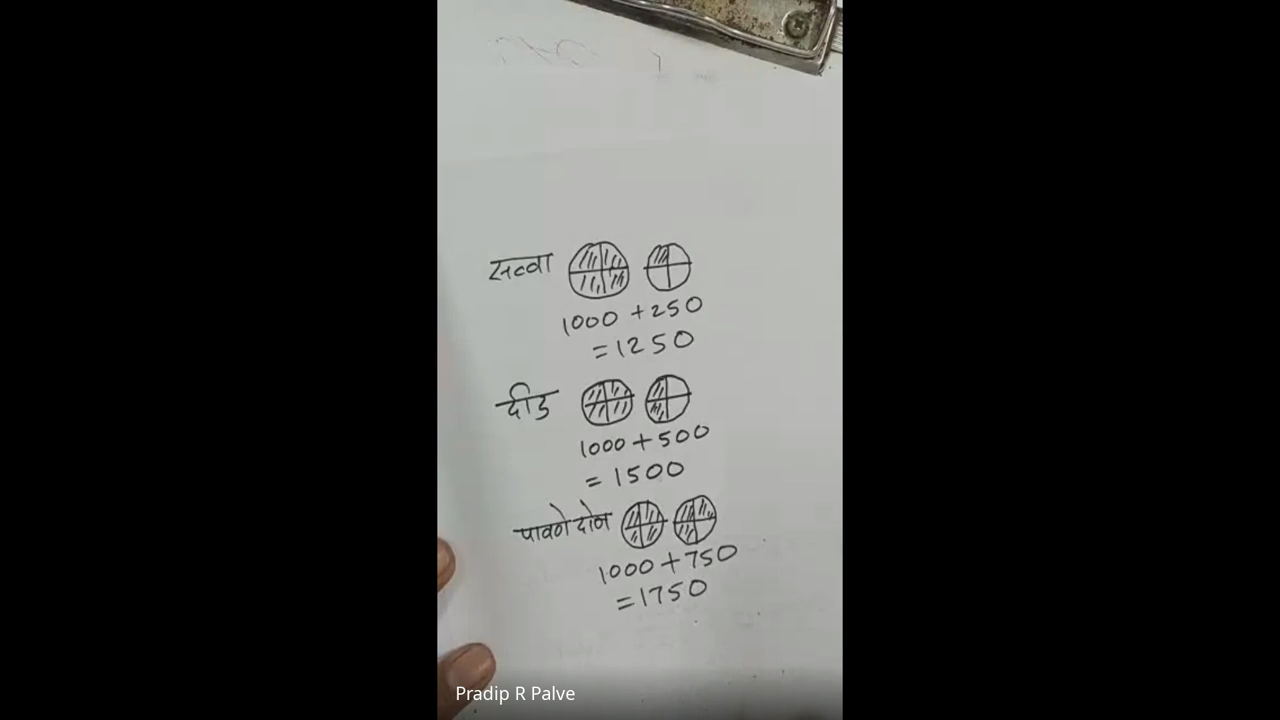 सव्वा
1000 + 250
= 1250
दीड
1000 + 500
= 1500
पावणे दोन
1000 + 750
= 1750
Pradip R Palve